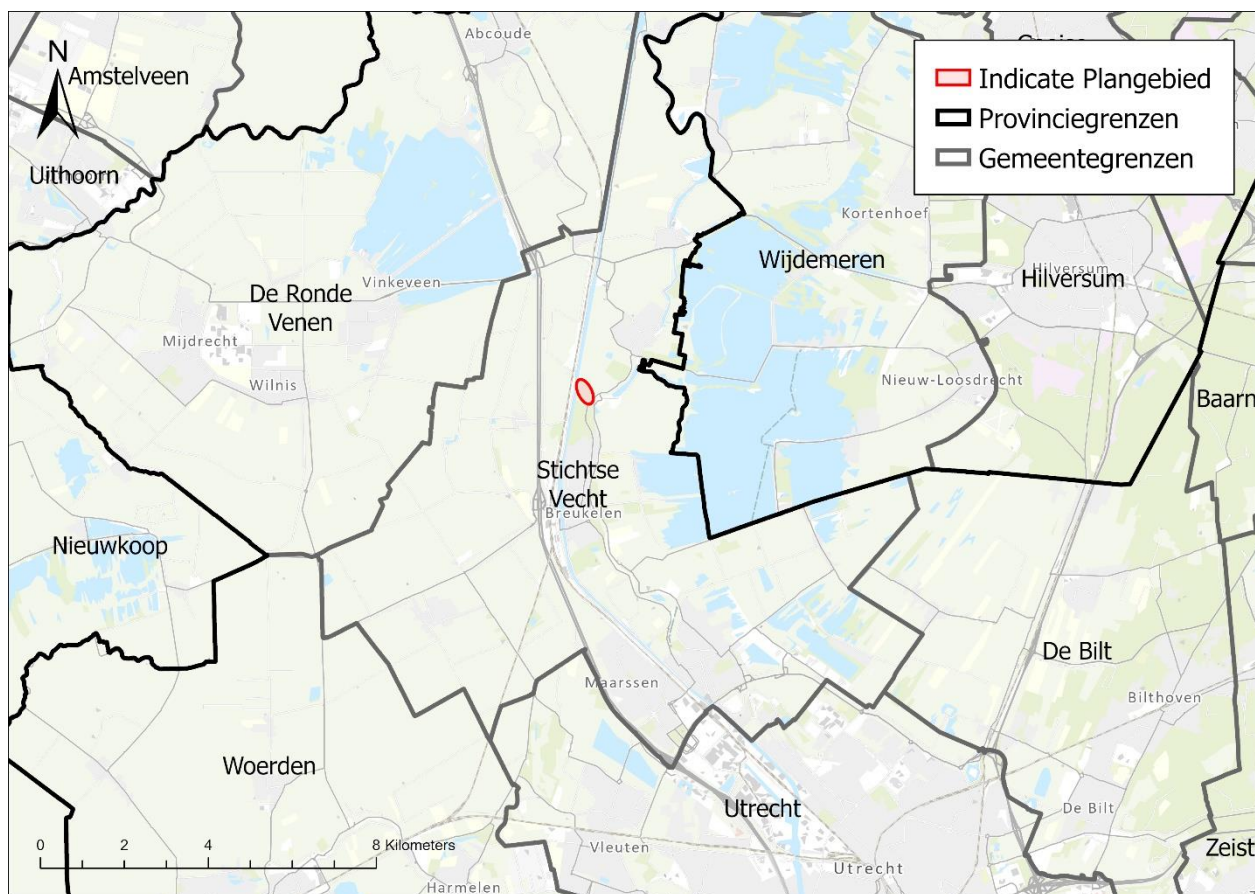 Abcoude
N
Amstelveen
Indicate Plangebied
Provinciegrenzen
Gemeentegrenzen
Uithoorn
Kortenhoef
Wijdemeren
Hilversum
Hilversum
Vinkeveen
De Ronde
Venen
Mijdrecht
Wilnis
Nieuw-Loosdrecht
Baarn
Stichtse
Vecht
Breukelen
Nieuwkoop
De Bilt
Maarssen
Bilthoven
Woerden
Utrecht
De Bilt
Zeist
0 2 4 8 Kilometers
Vleuten
Utrecht
Harmelen